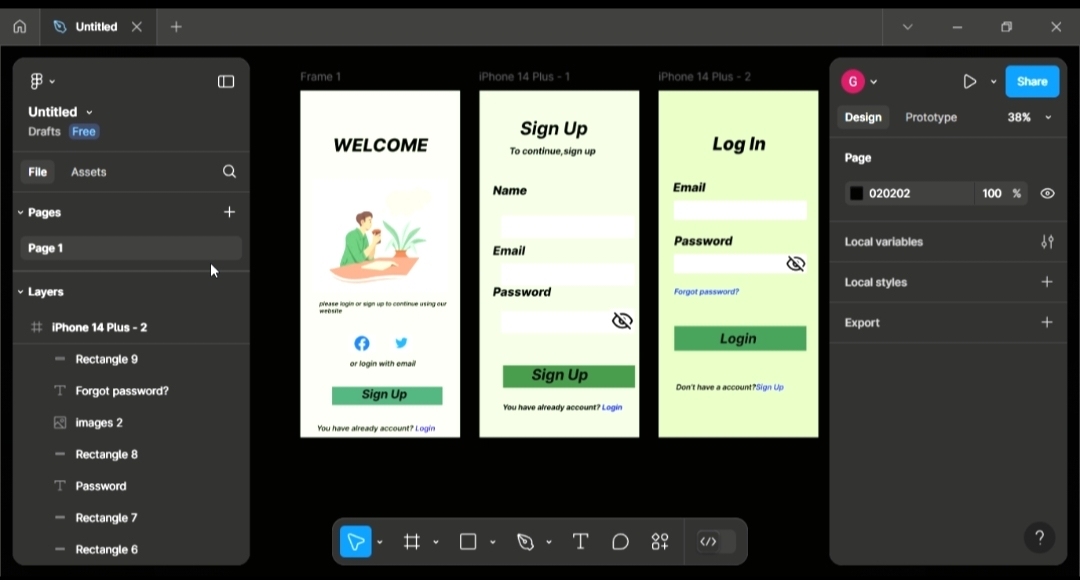 Untitled
Untitled
Drafts Free
File Assets
Pages
Page 1
Layers
iPhone 14 Plus - 2
Rectangle 9
Forgot password?
images 2
Rectangle 8
Password
Rectangle 7
Rectangle 6
Frame 1
WELCOME
please login or sign up to continue using our
website
or login with email
Sign Up
You have already account? Login
iPhone 14 Plus - 1
Sign Up
To continue,sign up
Name
Email
Password
Sign Up
You have already account? Login
iPhone 14 Plus - 2
Log In
Email
Password
Forgot password?
Login
Don't have a account?Sign Up
G
Share
Design Prototype 38%
Page
020202 100 %
Local variables
Local styles
Export
?